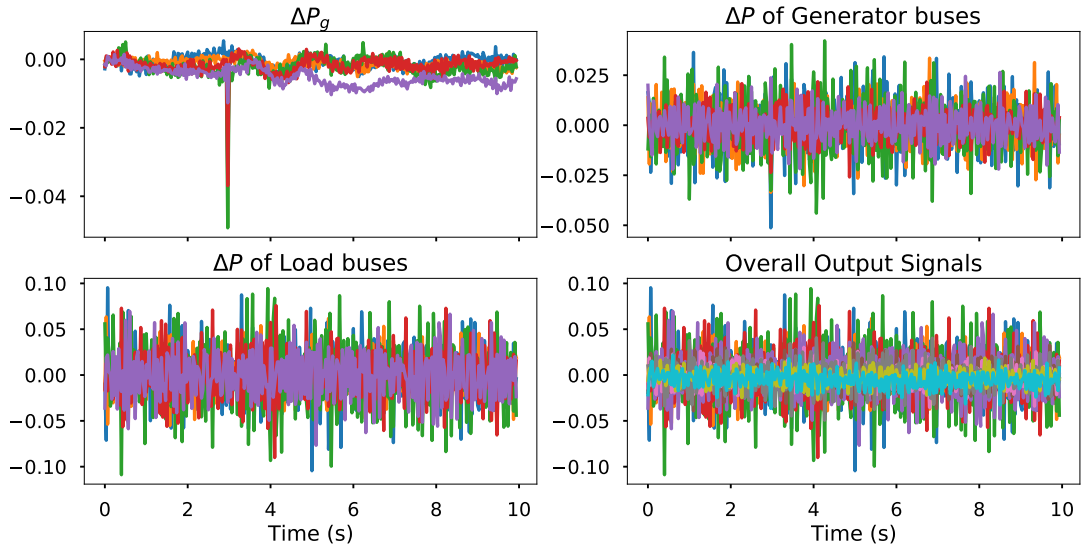 ΔP_g
ΔP of Generator buses
0.00
−0.02
−0.04
0.025
0.000
−0.025
−0.050
ΔP of Load buses
Overall Output Signals
0.10
0.05
0.00
−0.05
−0.10
0.10
0.05
0.00
−0.05
−0.10
0 2 4 6 8 10
0 2 4 6 8 10
Time (s)
Time (s)